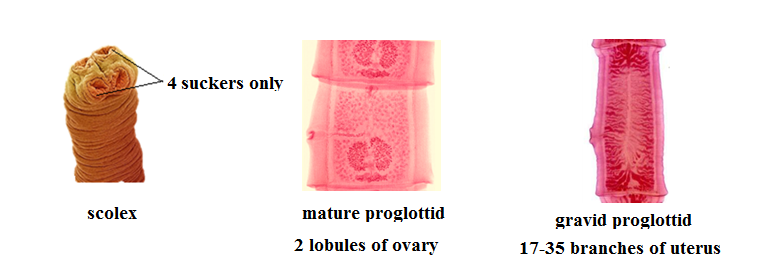 4 suckers only
scolex
mature proglottid
2 lobules of ovary
gravid proglottid
17-35 branches of uterus